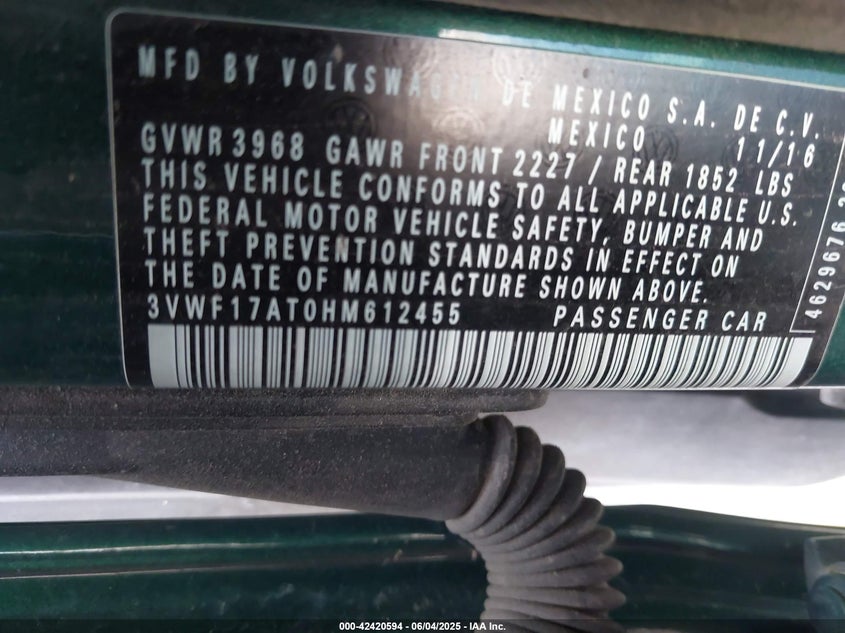 MFD BY VOLKSWAGEN DE MEXICO S.A. DE C.V.
MEXICO 11/16
GVWR 3968 GAWR FRONT 2227 / REAR 1852 LBS
THIS VEHICLE CONFORMS TO ALL APPLICABLE U.S.
FEDERAL MOTOR VEHICLE SAFETY, BUMPER AND
THEFT PREVENTION STANDARDS IN EFFECT ON
THE DATE OF MANUFACTURE SHOWN ABOVE.
3VWF17AT0HM612455 PASSENGER CAR
4629676
000-42420594 - 06/04/2025 - IAA Inc.